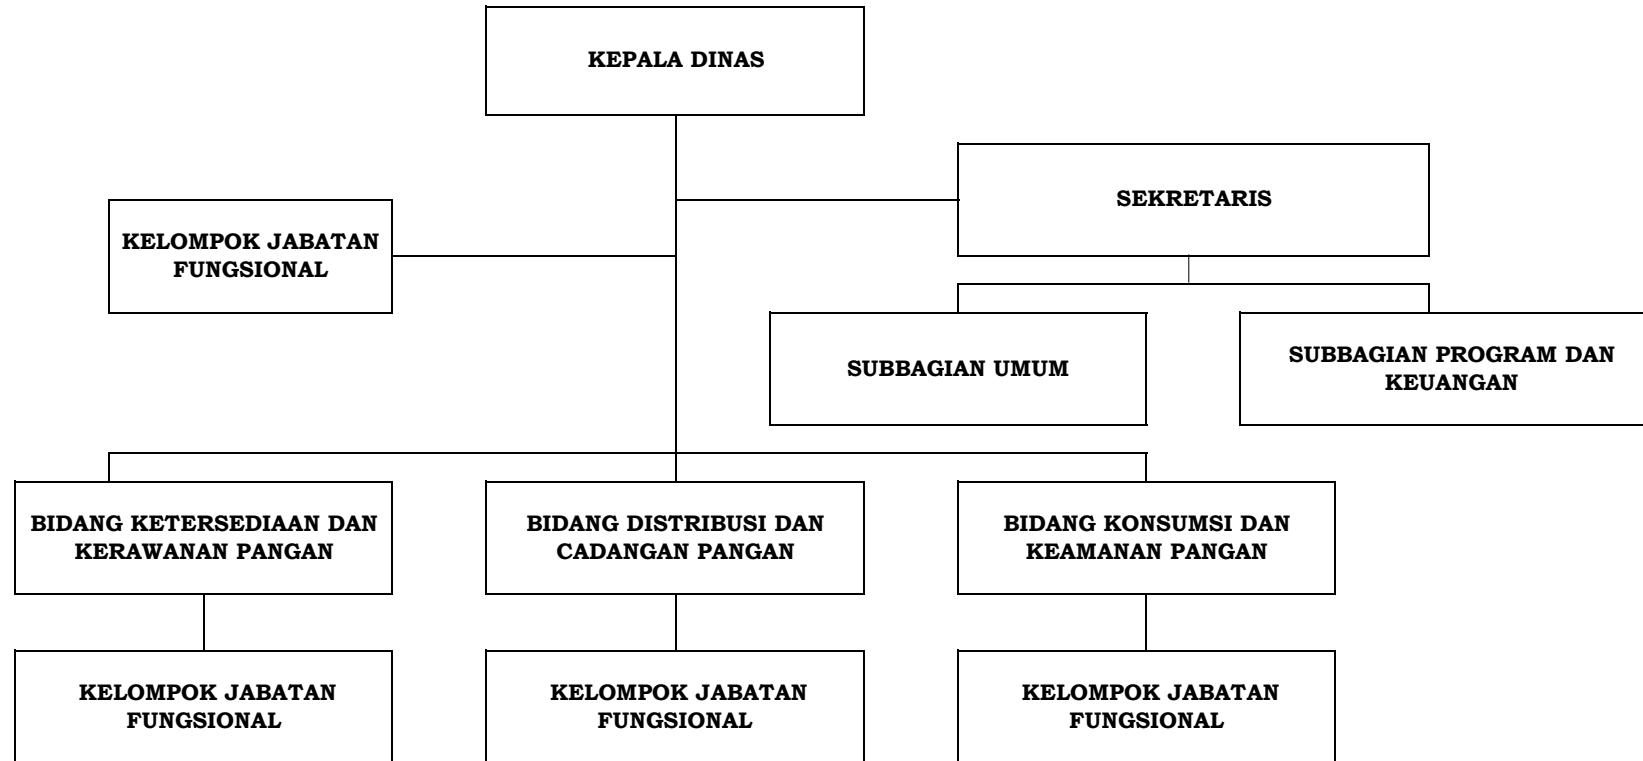 KEPALA DINAS
SEKRETARIS
KELOMPOK JABATAN
FUNGSIONAL
SUBBAGIAN UMUM
SUBBAGIAN PROGRAM DAN
KEUANGAN
BIDANG KETERSEDIAAN DAN
KERAWANAN PANGAN
BIDANG DISTRIBUSI DAN
CADANGAN PANGAN
BIDANG KONSUMSI DAN
KEAMANAN PANGAN
KELOMPOK JABATAN
FUNGSIONAL
KELOMPOK JABATAN
FUNGSIONAL
KELOMPOK JABATAN
FUNGSIONAL